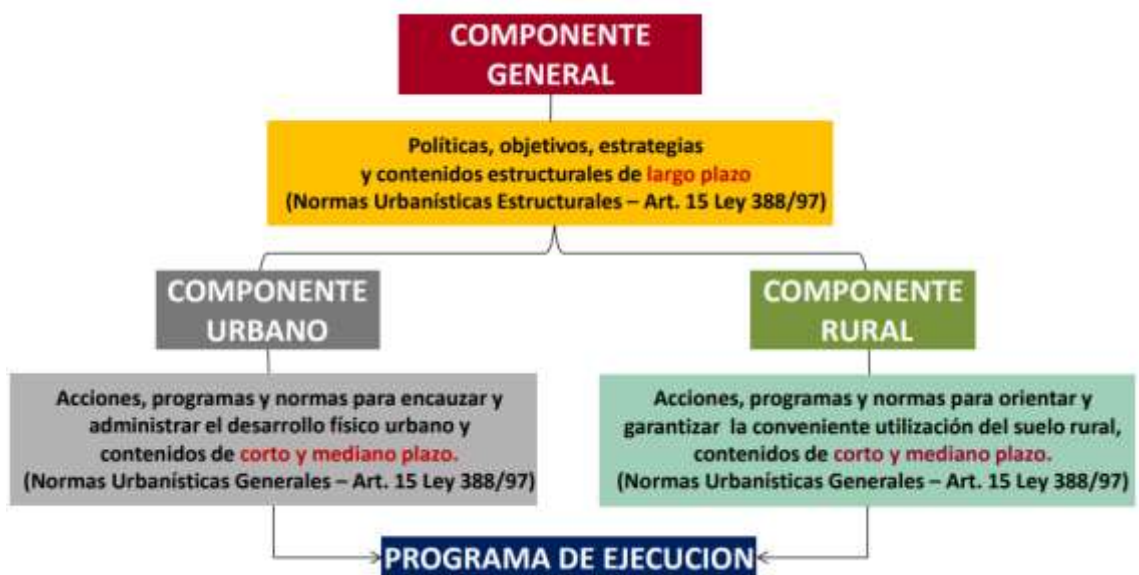 COMPONENTE
GENERAL
Políticas, objetivos, estrategias
y contenidos estructurales de largo plazo
(Normas Urbanísticas Estructurales – Art. 15 Ley 388/97)
COMPONENTE
URBANO
Acciones, programas y normas para encauzar y
administrar el desarrollo físico urbano y
contenidos de corto y mediano plazo.
(Normas Urbanísticas Generales – Art. 15 Ley 388/97)
COMPONENTE
RURAL
Acciones, programas y normas para orientar y
garantizar la conveniente utilización del suelo rural,
contenidos de corto y mediano plazo.
(Normas Urbanísticas Generales – Art. 15 Ley 388/97)
PROGRAMA DE EJECUCION